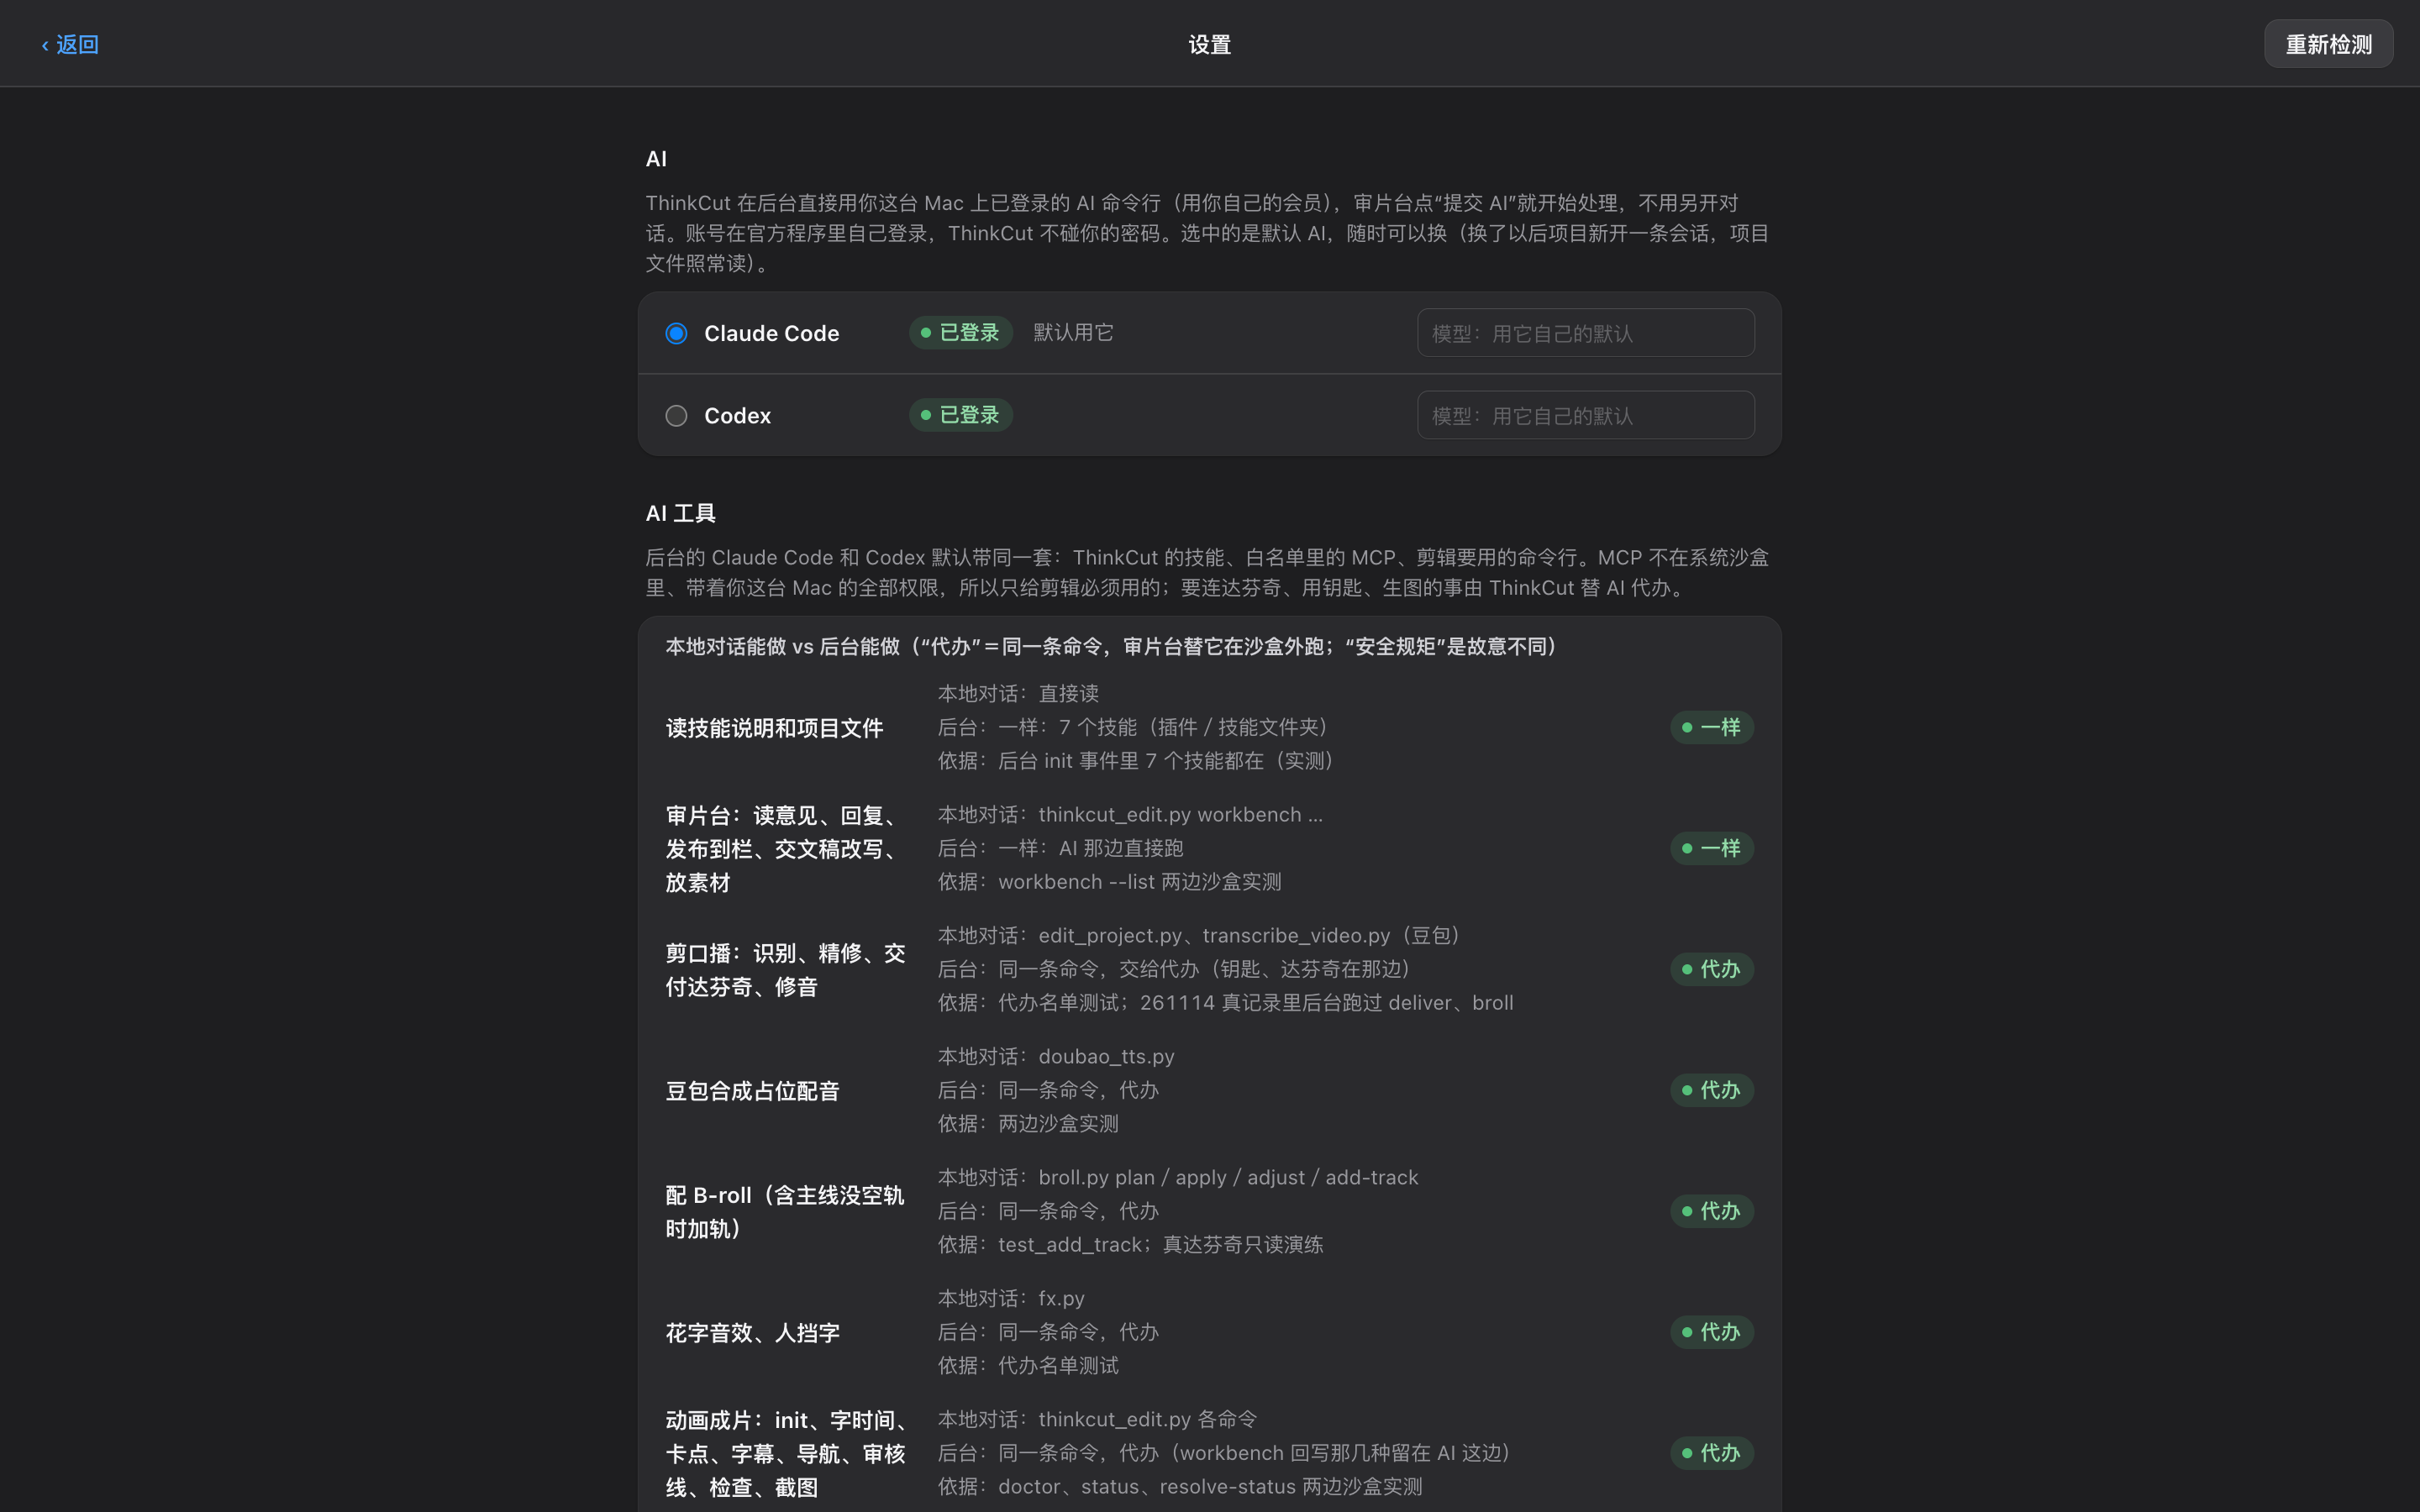 ‹ 返回
设置
重新检测
AI
ThinkCut 在后台直接用你这台 Mac 上已登录的 AI 命令行（用你自己的会员），审片台点“提交 AI”就开始处理，不用另开对
话。账号在官方程序里自己登录，ThinkCut 不碰你的密码。选中的是默认 AI，随时可以换（换了以后项目新开一条会话，项目
文件照常读）。
Claude Code
已登录
默认用它
模型：用它自己的默认
Codex
已登录
模型：用它自己的默认
AI 工具
后台的 Claude Code 和 Codex 默认带同一套：ThinkCut 的技能、白名单里的 MCP、剪辑要用的命令行。MCP 不在系统沙盒
里、带着你这台 Mac 的全部权限，所以只给剪辑必须用的；要连达芬奇、用钥匙、生图的事由 ThinkCut 替 AI 代办。
本地对话能做 vs 后台能做（“代办”＝同一条命令，审片台替它在沙盒外跑；“安全规矩”是故意不同）
读技能说明和项目文件
本地对话：直接读
后台：一样：7 个技能（插件 / 技能文件夹）
依据：后台 init 事件里 7 个技能都在（实测）
一样
审片台：读意见、回复、
发布到栏、交文稿改写、
放素材
本地对话：thinkcut_edit.py workbench ...
后台：一样：AI 那边直接跑
依据：workbench --list 两边沙盒实测
一样
剪口播：识别、精修、交
付达芬奇、修音
本地对话：edit_project.py、transcribe_video.py（豆包）
后台：同一条命令，交给代办（钥匙、达芬奇在那边）
依据：代办名单测试；261114 真记录里后台跑过 deliver、broll
代办
豆包合成占位配音
本地对话：doubao_tts.py
后台：同一条命令，代办
依据：两边沙盒实测
代办
配 B-roll（含主线没空轨
时加轨）
本地对话：broll.py plan / apply / adjust / add-track
后台：同一条命令，代办
依据：test_add_track；真达芬奇只读演练
代办
花字音效、人挡字
本地对话：fx.py
后台：同一条命令，代办
依据：代办名单测试
代办
动画成片：init、字时间、
卡点、字幕、导航、审核
线、检查、截图
本地对话：thinkcut_edit.py 各命令
后台：同一条命令，代办（workbench 回写那几种留在 AI 这边）
依据：doctor、status、resolve-status 两边沙盒实测
代办